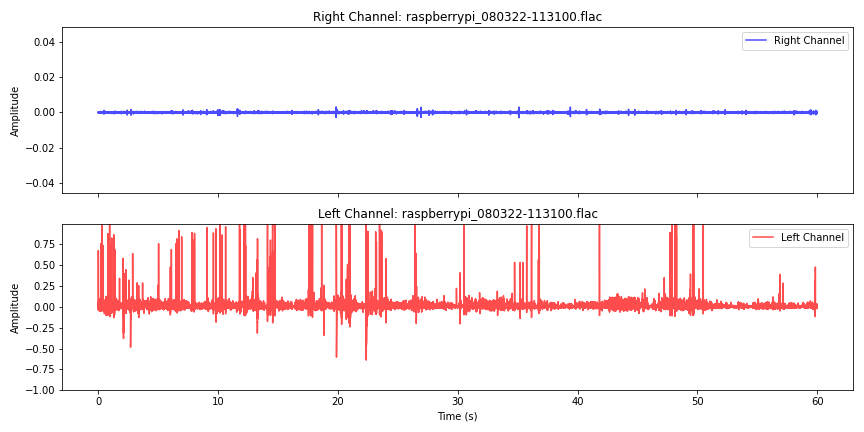 Right Channel: raspberrypi_080322-113100.flac
Right Channel
Amplitude
0.04
0.02
0.00
−0.02
−0.04
Left Channel: raspberrypi_080322-113100.flac
Left Channel
Amplitude
0.75
0.50
0.25
0.00
−0.25
−0.50
−0.75
−1.00
0 10 20 30 40 50 60
Time (s)